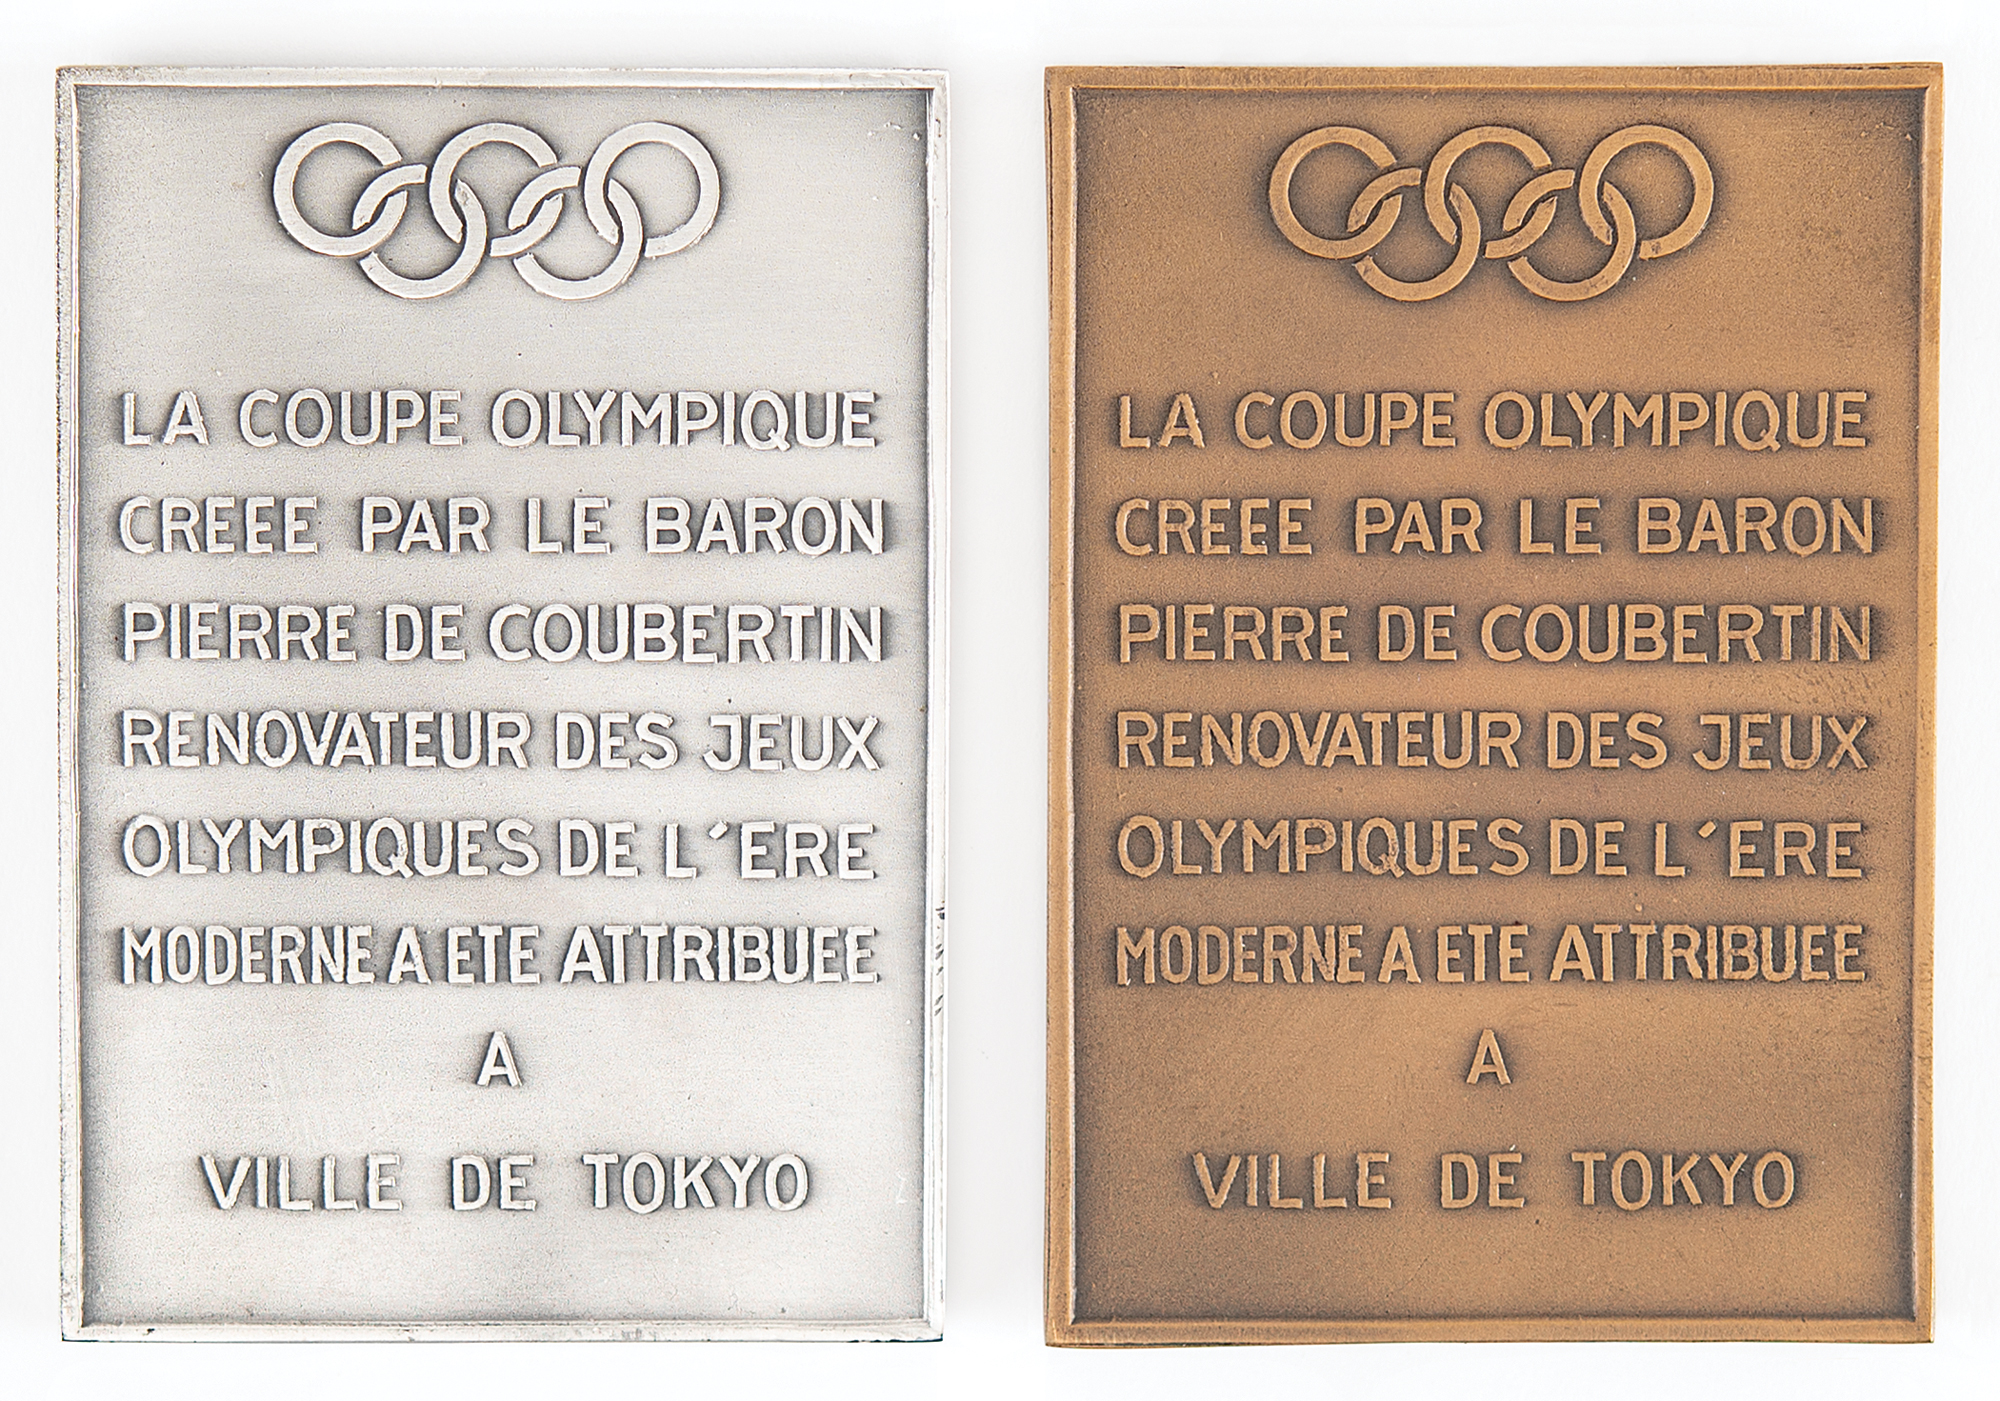 LA COUPE OLYMPIQUE
CREEE PAR LE BARON
PIERRE DE COUBERTIN
RENOVATEUR DES JEUX
OLYMPIQUES DE L'ERE
MODERNE A ETE ATTRIBUEE
A
VILLE DE TOKYO
LA COUPE OLYMPIQUE
CREEE PAR LE BARON
PIERRE DE COUBERTIN
RENOVATEUR DES JEUX
OLYMPIQUES DE L'ERE
MODERNE A ETE ATTRIBUEE
A
VILLE DE TOKYO